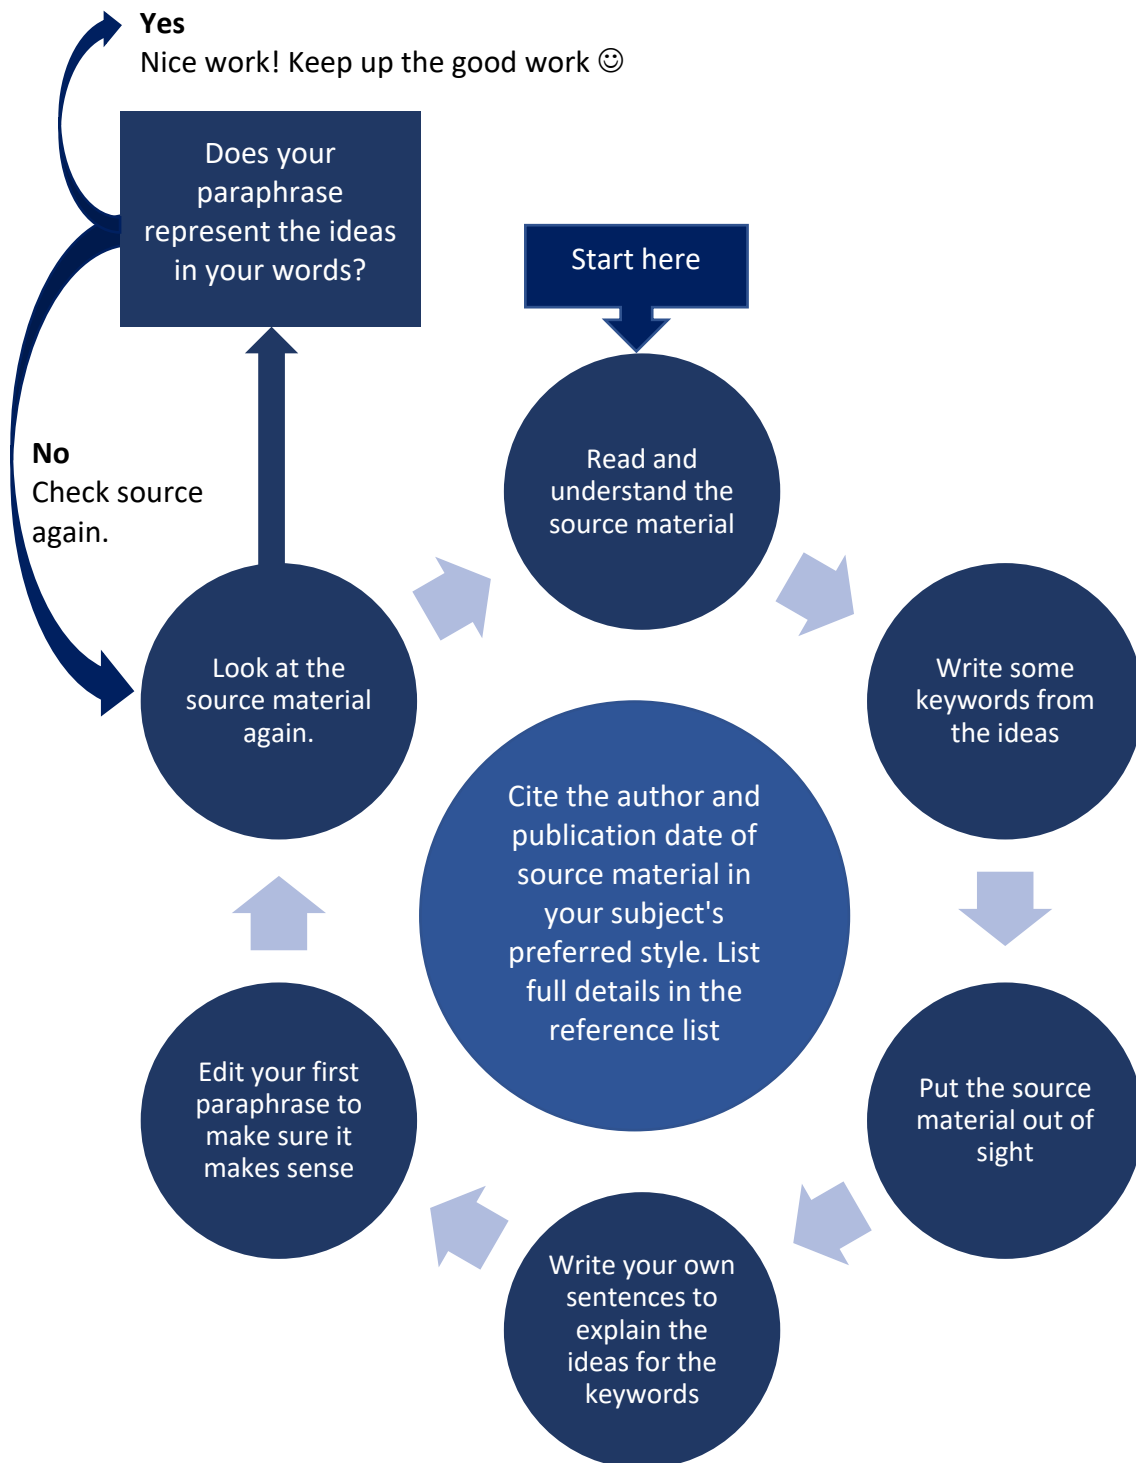 Yes
Nice work! Keep up the good work ☺
Does your
paraphrase
represent the ideas
in your words?
No
Check source
again.
Start here
Read and
understand the
source material
Write some
keywords from
the ideas
Put the source
material out of
sight
Write your own
sentences to
explain the
ideas for the
keywords
Edit your first
paraphrase to
make sure it
makes sense
Look at the
source material
again.
Cite the author and
publication date of
source material in
your subject's
preferred style. List
full details in the
reference list